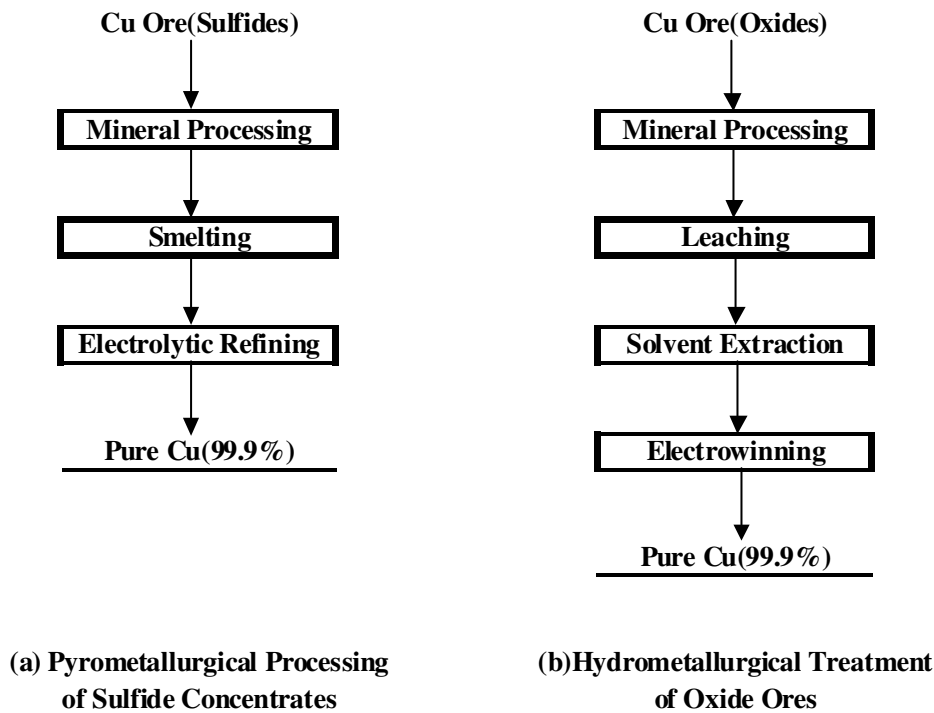 Cu Ore(Sulfides)
Mineral Processing
Smelting
Electrolytic Refining
Pure Cu(99.9%)
(a) Pyrometallurgical Processing
of Sulfide Concentrates
Cu Ore(Oxides)
Mineral Processing
Leaching
Solvent Extraction
Electrowinning
Pure Cu(99.9%)
(b)Hydrometallurgical Treatment
of Oxide Ores